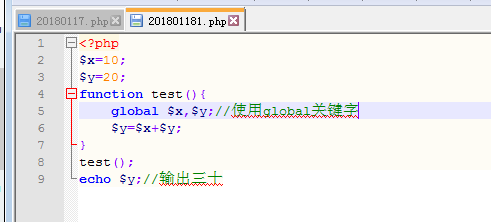 20180117.php 201801181.php
1 <?php
2 $x=10;
3 $y=20;
4 function test(){
5 global $x,$y;//使用global关键字
6 $y=$x+$y;
7 }
8 test();
9 echo $y;//输出三十